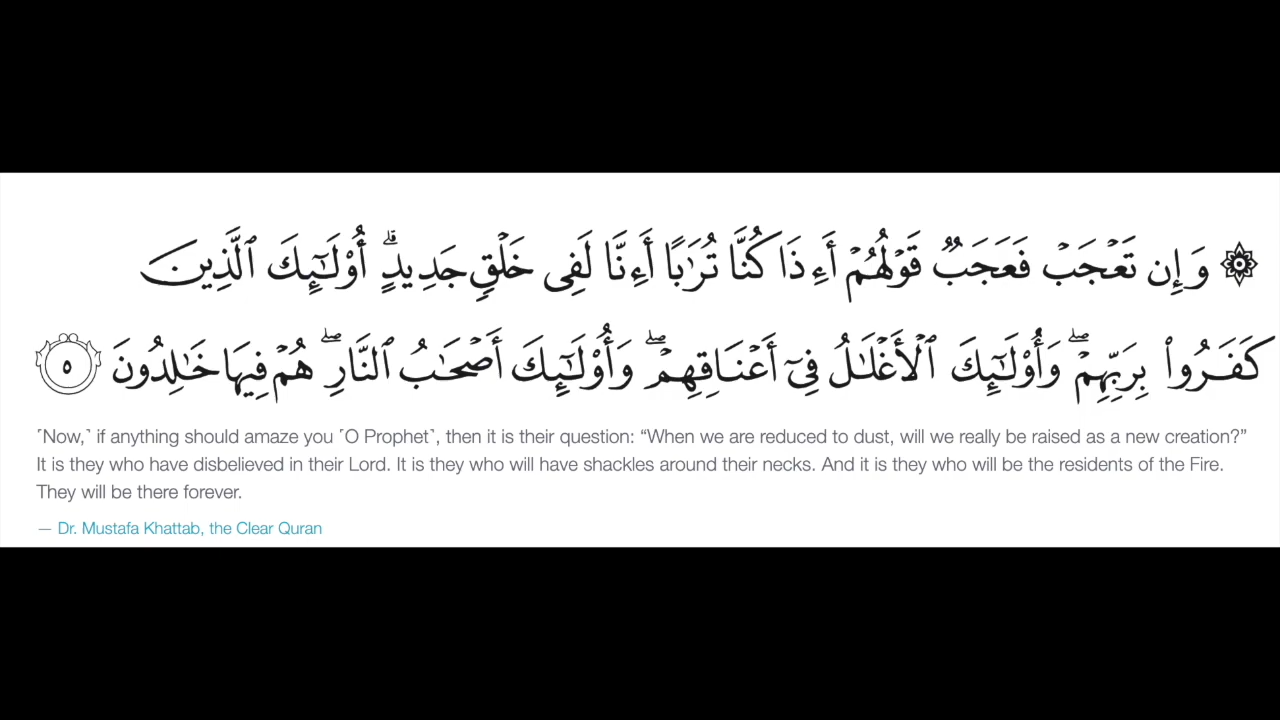 ۞ وَإِن تَعۡجَبۡ فَعَجَبٞ قَوۡلُهُمۡ أَءِذَا كُنَّا تُرَٰبًا أَءِنَّا لَفِى خَلۡقٖ جَدِيدٍۗ أُوْلَٰٓئِكَ ٱلَّذِينَ
كَفَرُواْ بِرَبِّهِمۡۖ وَأُوْلَٰٓئِكَ ٱلۡأَغۡلَٰلُ فِىٓ أَعۡنَاقِهِمۡۖ وَأُوْلَٰٓئِكَ أَصۡحَٰبُ ٱلنَّارِۖ هُمۡ فِيهَا خَٰلِدُونَ ٥
˹Now,˺ if anything should amaze you ˹O Prophet˺, then it is their question: “When we are reduced to dust, will we really be raised as a new creation?”
It is they who have disbelieved in their Lord. It is they who will have shackles around their necks. And it is they who will be the residents of the Fire.
They will be there forever.
— Dr. Mustafa Khattab, the Clear Quran